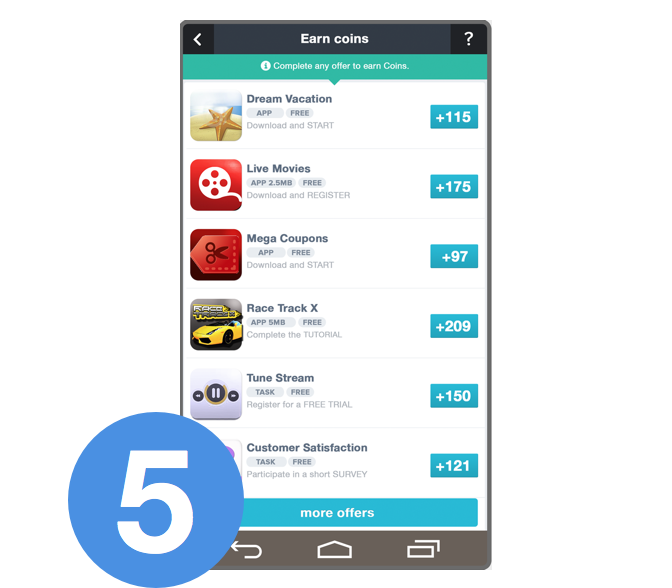 Earn coins
?
Complete any offer to earn Coins.
Dream Vacation
APP FREE
Download and START
+115
Live Movies
APP 2.5MB FREE
Download and REGISTER
+175
Mega Coupons
APP FREE
Download and START
+97
RACE
TRACK X
Race Track X
APP 5MB FREE
Complete the TUTORIAL
+209
Tune Stream
TASK FREE
Register for a FREE TRIAL
+150
Customer Satisfaction
TASK FREE
Participate in a short SURVEY
+121
more offers
5